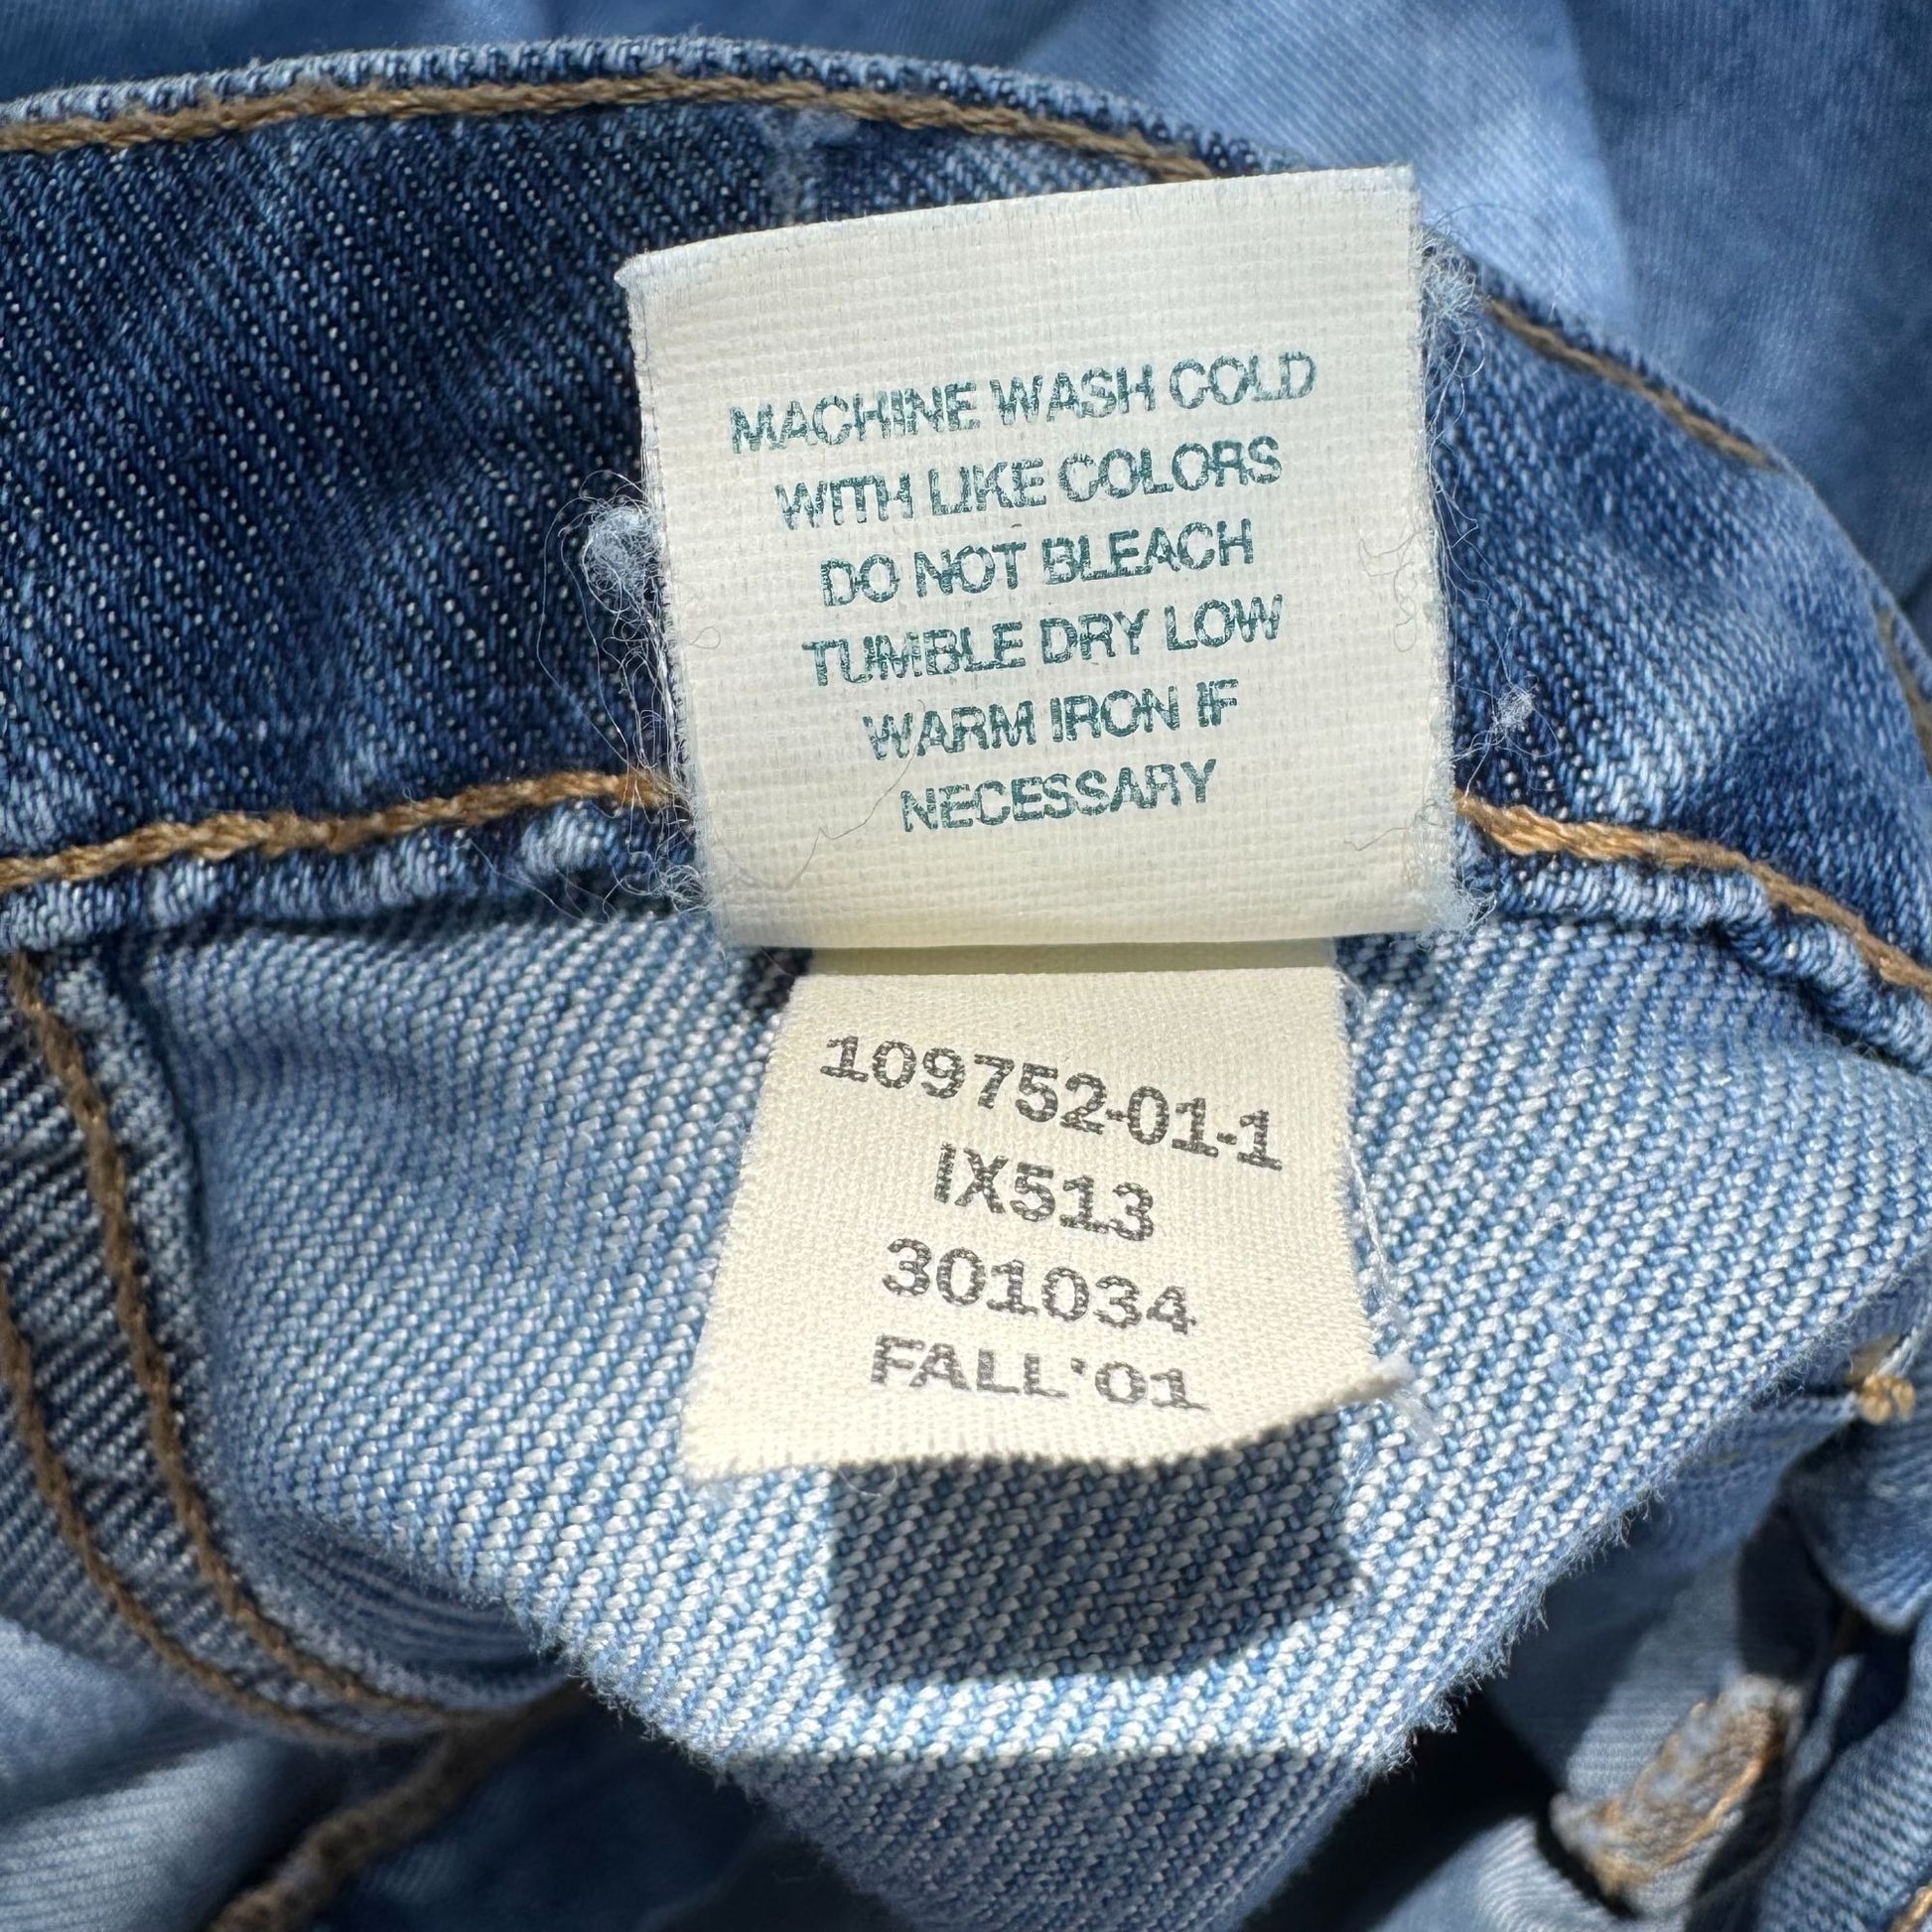 MACHINE WASH COLD
WITH LIKE COLORS
DO NOT BLEACH
TUMBLE DRY LOW
WARM IRON IF
NECESSARY
109752-01-1
IX513
301034
FALL'01